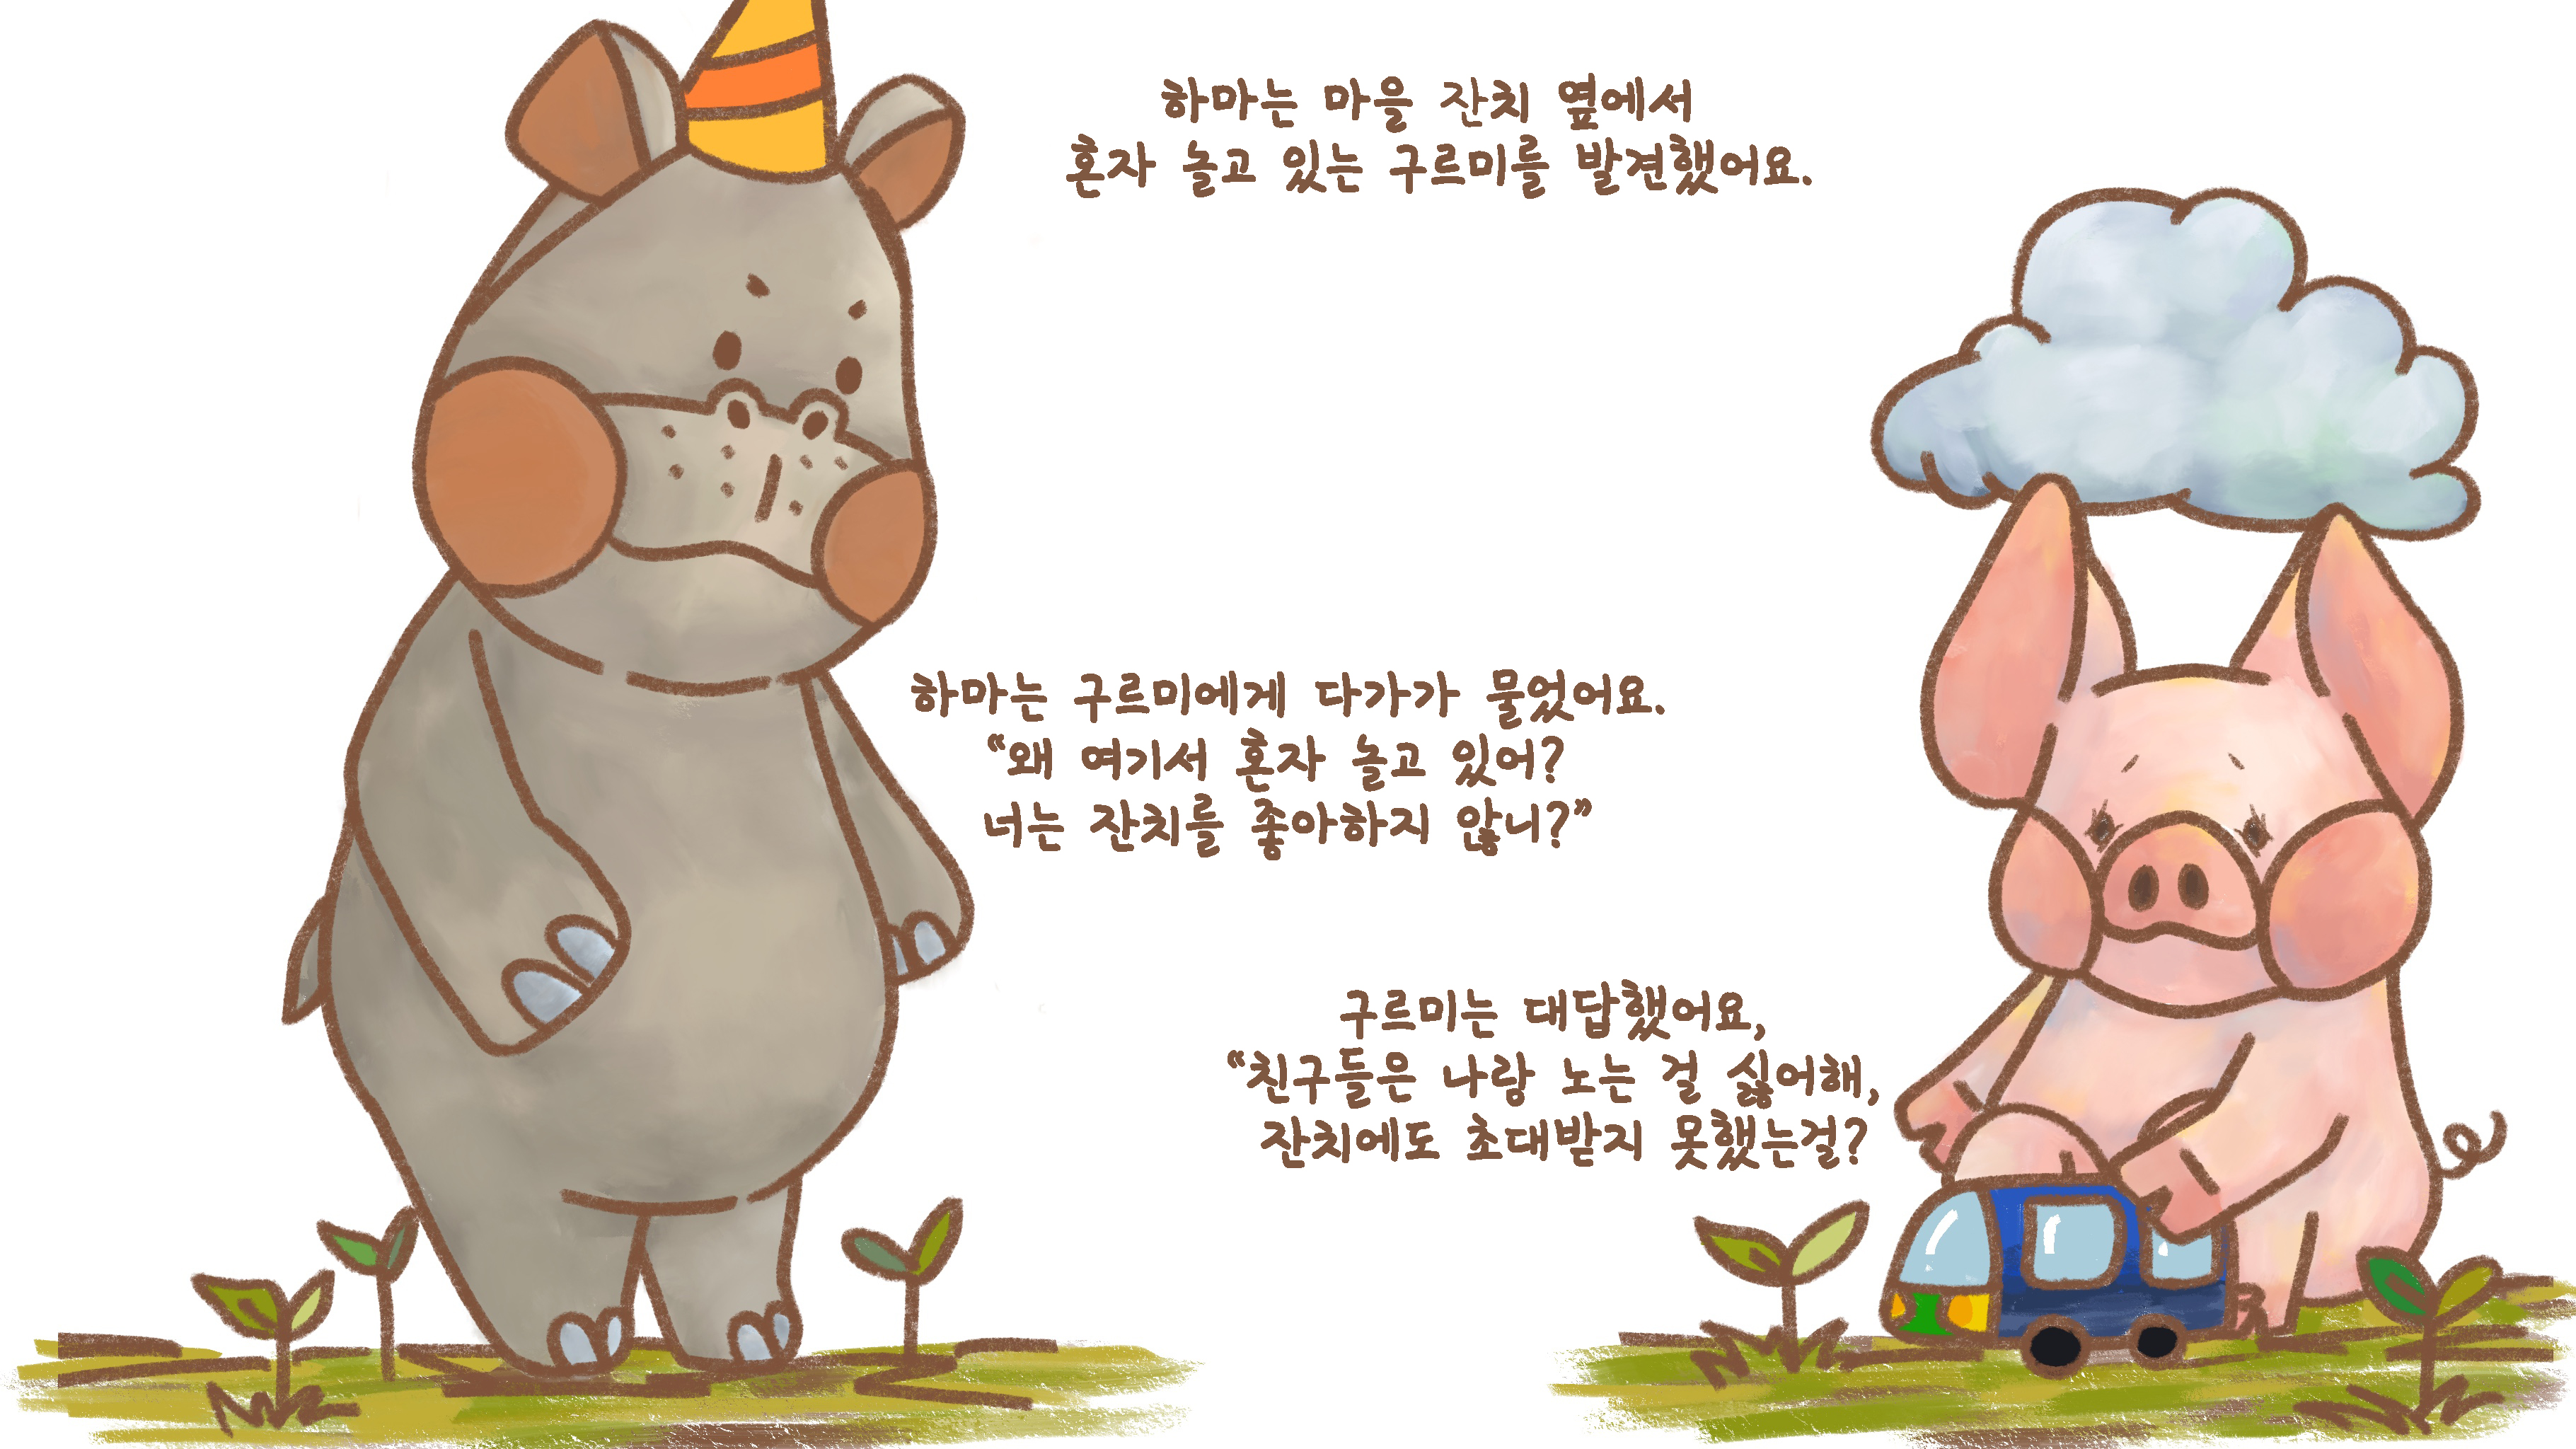 하마는 마을 잔치 옆에서
혼자 놀고 있는 구르미를 발견했어요.
하마는 구르미에게 다가가 물었어요.
“왜 여기서 혼자 놀고 있어?
너는 잔치를 좋아하지 않니?”
구르미는 대답했어요,
“친구들은 나랑 노는 걸 싫어해,
잔치에도 초대받지 못했는걸?